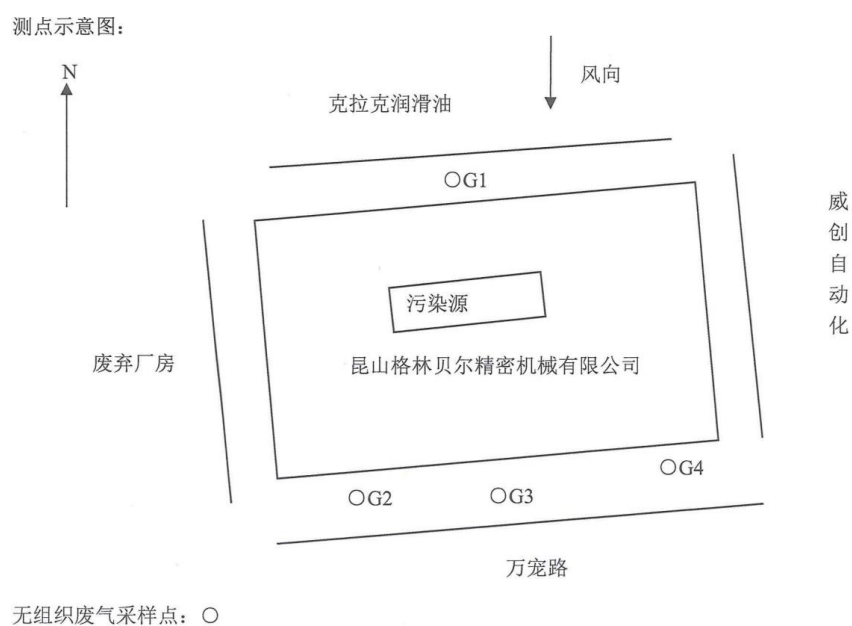 测点示意图：
N
风向
克拉克润滑油
○G1
威创自动化
污染源
废弃厂房
昆山格林贝尔精密机械有限公司
○G4
○G2
○G3
万宠路
无组织废气采样点：○